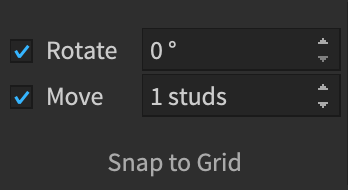 Rotate 0 °
Move 1 studs
Snap to Grid